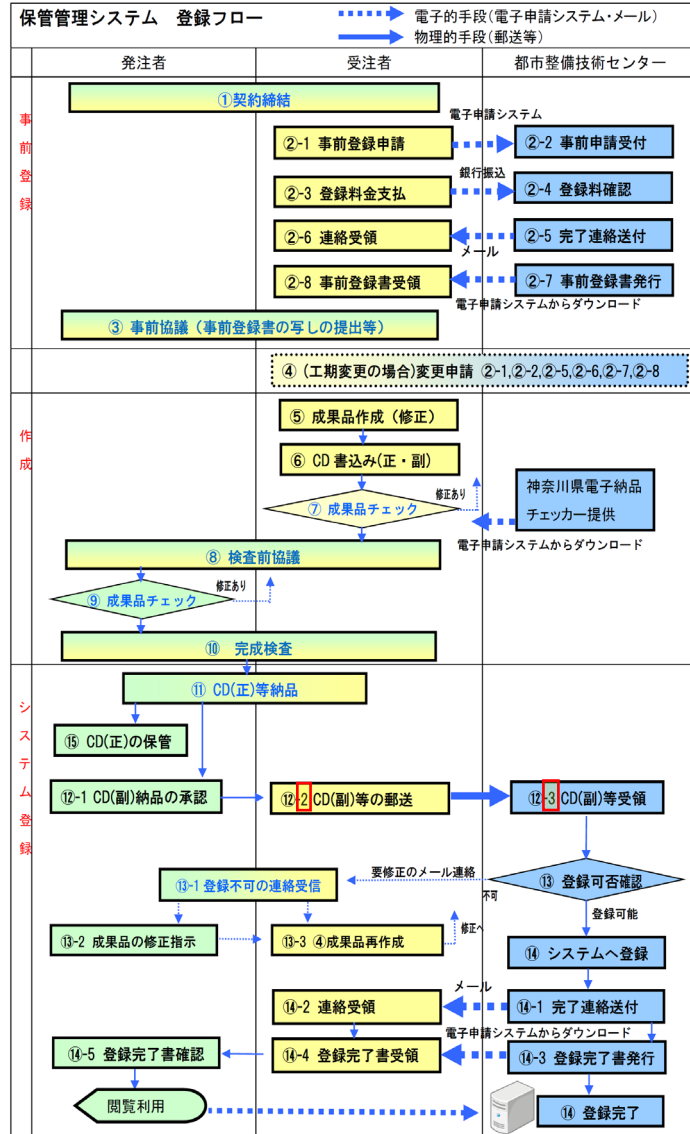 保管管理システム　登録フロー
電子的手段(電子申請システム・メール)
物理的手段(郵送等)
発注者
受注者
都市整備技術センター
事前登録
①契約締結
電子申請システム
②-1 事前登録申請
②-2 事前申請受付
銀行振込
②-3 登録料金支払
②-4 登録料確認
②-6 連絡受領
②-5 完了連絡送付
メール
②-8 事前登録書受領
②-7 事前登録書発行
電子申請システムからダウンロード
③ 事前協議（事前登録書の写しの提出等）
④ (工期変更の場合)変更申請 ②-1,②-2,②-5,②-6,②-7,②-8
作成
⑤ 成果品作成（修正）
⑥ CD書込み(正・副)
修正あり
⑦ 成果品チェック
神奈川県電子納品
チェッカー提供
電子申請システムからダウンロード
⑧ 検査前協議
修正あり
⑨ 成果品チェック
⑩ 完成検査
システム登録
⑪ CD(正)等納品
⑮ CD(正)の保管
⑫-1 CD(副)納品の承認
⑫-2 CD(副)等の郵送
⑫-3 CD(副)等受領
要修正のメール連絡
⑬ 登録可否確認
不可
⑬-1登録不可の連絡受信
登録可能
⑬-2 成果品の修正指示
⑬-3 ④成果品再作成
修正へ
⑭ システムへ登録
メール
⑭-2 連絡受領
⑭-1 完了連絡送付
電子申請システムからダウンロード
⑭-5 登録完了書確認
⑭-4 登録完了書受領
⑭-3 登録完了書発行
閲覧利用
⑭ 登録完了